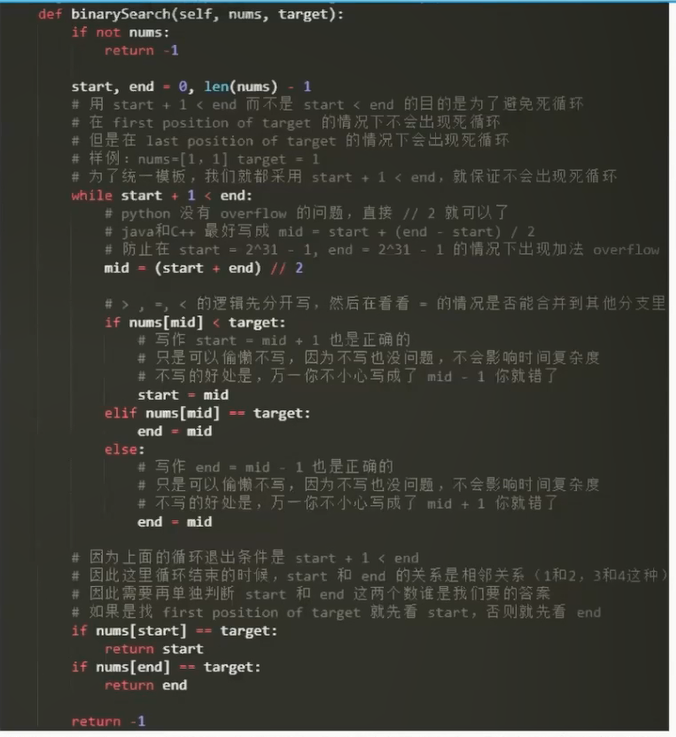 def binarySearch(self, nums, target):
if not nums:
return -1
start, end = 0, len(nums) - 1
# 用 start + 1 < end 而不是 start < end 的目的是为了避免死循环
# 在 first position of target 的情况下不会出现死循环
# 但是在 last position of target 的情况下会出现死循环
# 样例：nums=[1，1] target = 1
# 为了统一模板，我们就都采用 start + 1 < end，就保证不会出现死循环
while start + 1 < end:
# python 没有 overflow 的问题，直接 // 2 就可以了
# java和C++ 最好写成 mid = start + (end - start) / 2
# 防止在 start = 2^31 - 1, end = 2^31 - 1 的情况下出现加法 overflow
mid = (start + end) // 2
# > , =, < 的逻辑先分开写，然后在看看 = 的情况是否能合并到其他分支里
if nums[mid] < target:
# 写作 start = mid + 1 也是正确的
# 只是可以偷懒不写，因为不写也没问题，不会影响时间复杂度
# 不写的好处是，万一你不小心写成了 mid - 1 你就错了
start = mid
elif nums[mid] == target:
end = mid
else:
# 写作 end = mid - 1 也是正确的
# 只是可以偷懒不写，因为不写也没问题，不会影响时间复杂度
# 不写的好处是，万一你不小心写成了 mid + 1 你就错了
end = mid
# 因为上面的循环退出条件是 start + 1 < end
# 因此这里循环结束的时候，start 和 end 的关系是相邻关系（1和2，3和4这种）
# 因此需要再单独判断 start 和 end 这两个数谁是我们要的答案
# 如果是找 first position of target 就先看 start，否则就先看 end
if nums[start] == target:
return start
if nums[end] == target:
return end
return -1